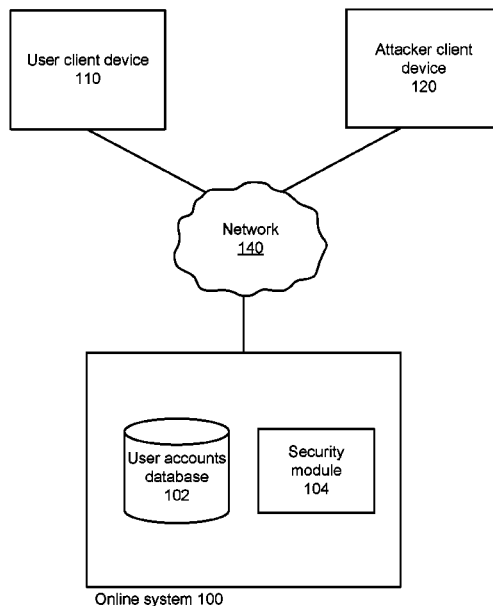 User client device
110
Attacker client
device
120
Network
140
User accounts
database
102
Security
module
104
Online system 100